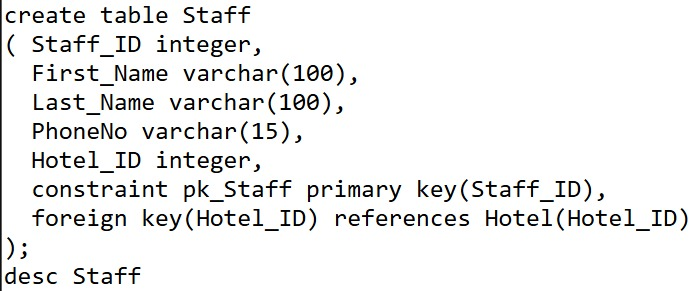 create table Staff
( Staff_ID integer,
First_Name varchar(100),
Last_Name varchar(100),
PhoneNo varchar(15),
Hotel_ID integer,
constraint pk_Staff primary key(Staff_ID),
foreign key(Hotel_ID) references Hotel(Hotel_ID)
);
desc Staff